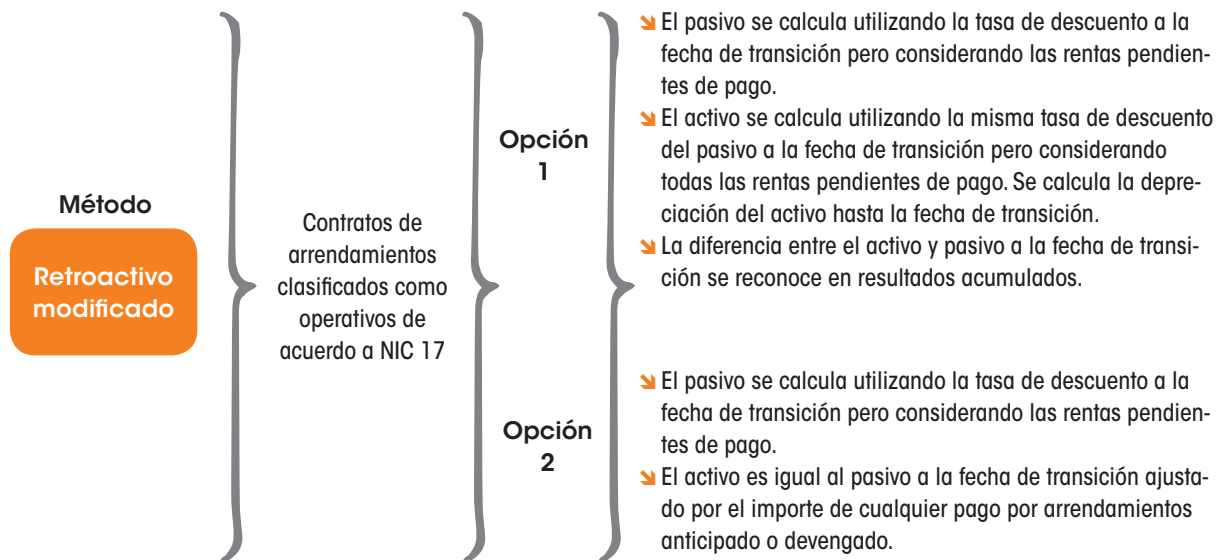 Método
Retroactivo
modificado
Contratos de
arrendamientos
clasificados como
operativos de
acuerdo a NIC 17
Opción
1
El pasivo se calcula utilizando la tasa de descuento a la
fecha de transición pero considerando las rentas pendien-
tes de pago.
El activo se calcula utilizando la misma tasa de descuento
del pasivo a la fecha de transición pero considerando
todas las rentas pendientes de pago. Se calcula la depre-
ciación del activo hasta la fecha de transición.
La diferencia entre el activo y pasivo a la fecha de transi-
ción se reconoce en resultados acumulados.
Opción
2
El pasivo se calcula utilizando la tasa de descuento a la
fecha de transición pero considerando las rentas pendien-
tes de pago.
El activo es igual al pasivo a la fecha de transición ajusta-
do por el importe de cualquier pago por arrendamientos
anticipado o devengado.